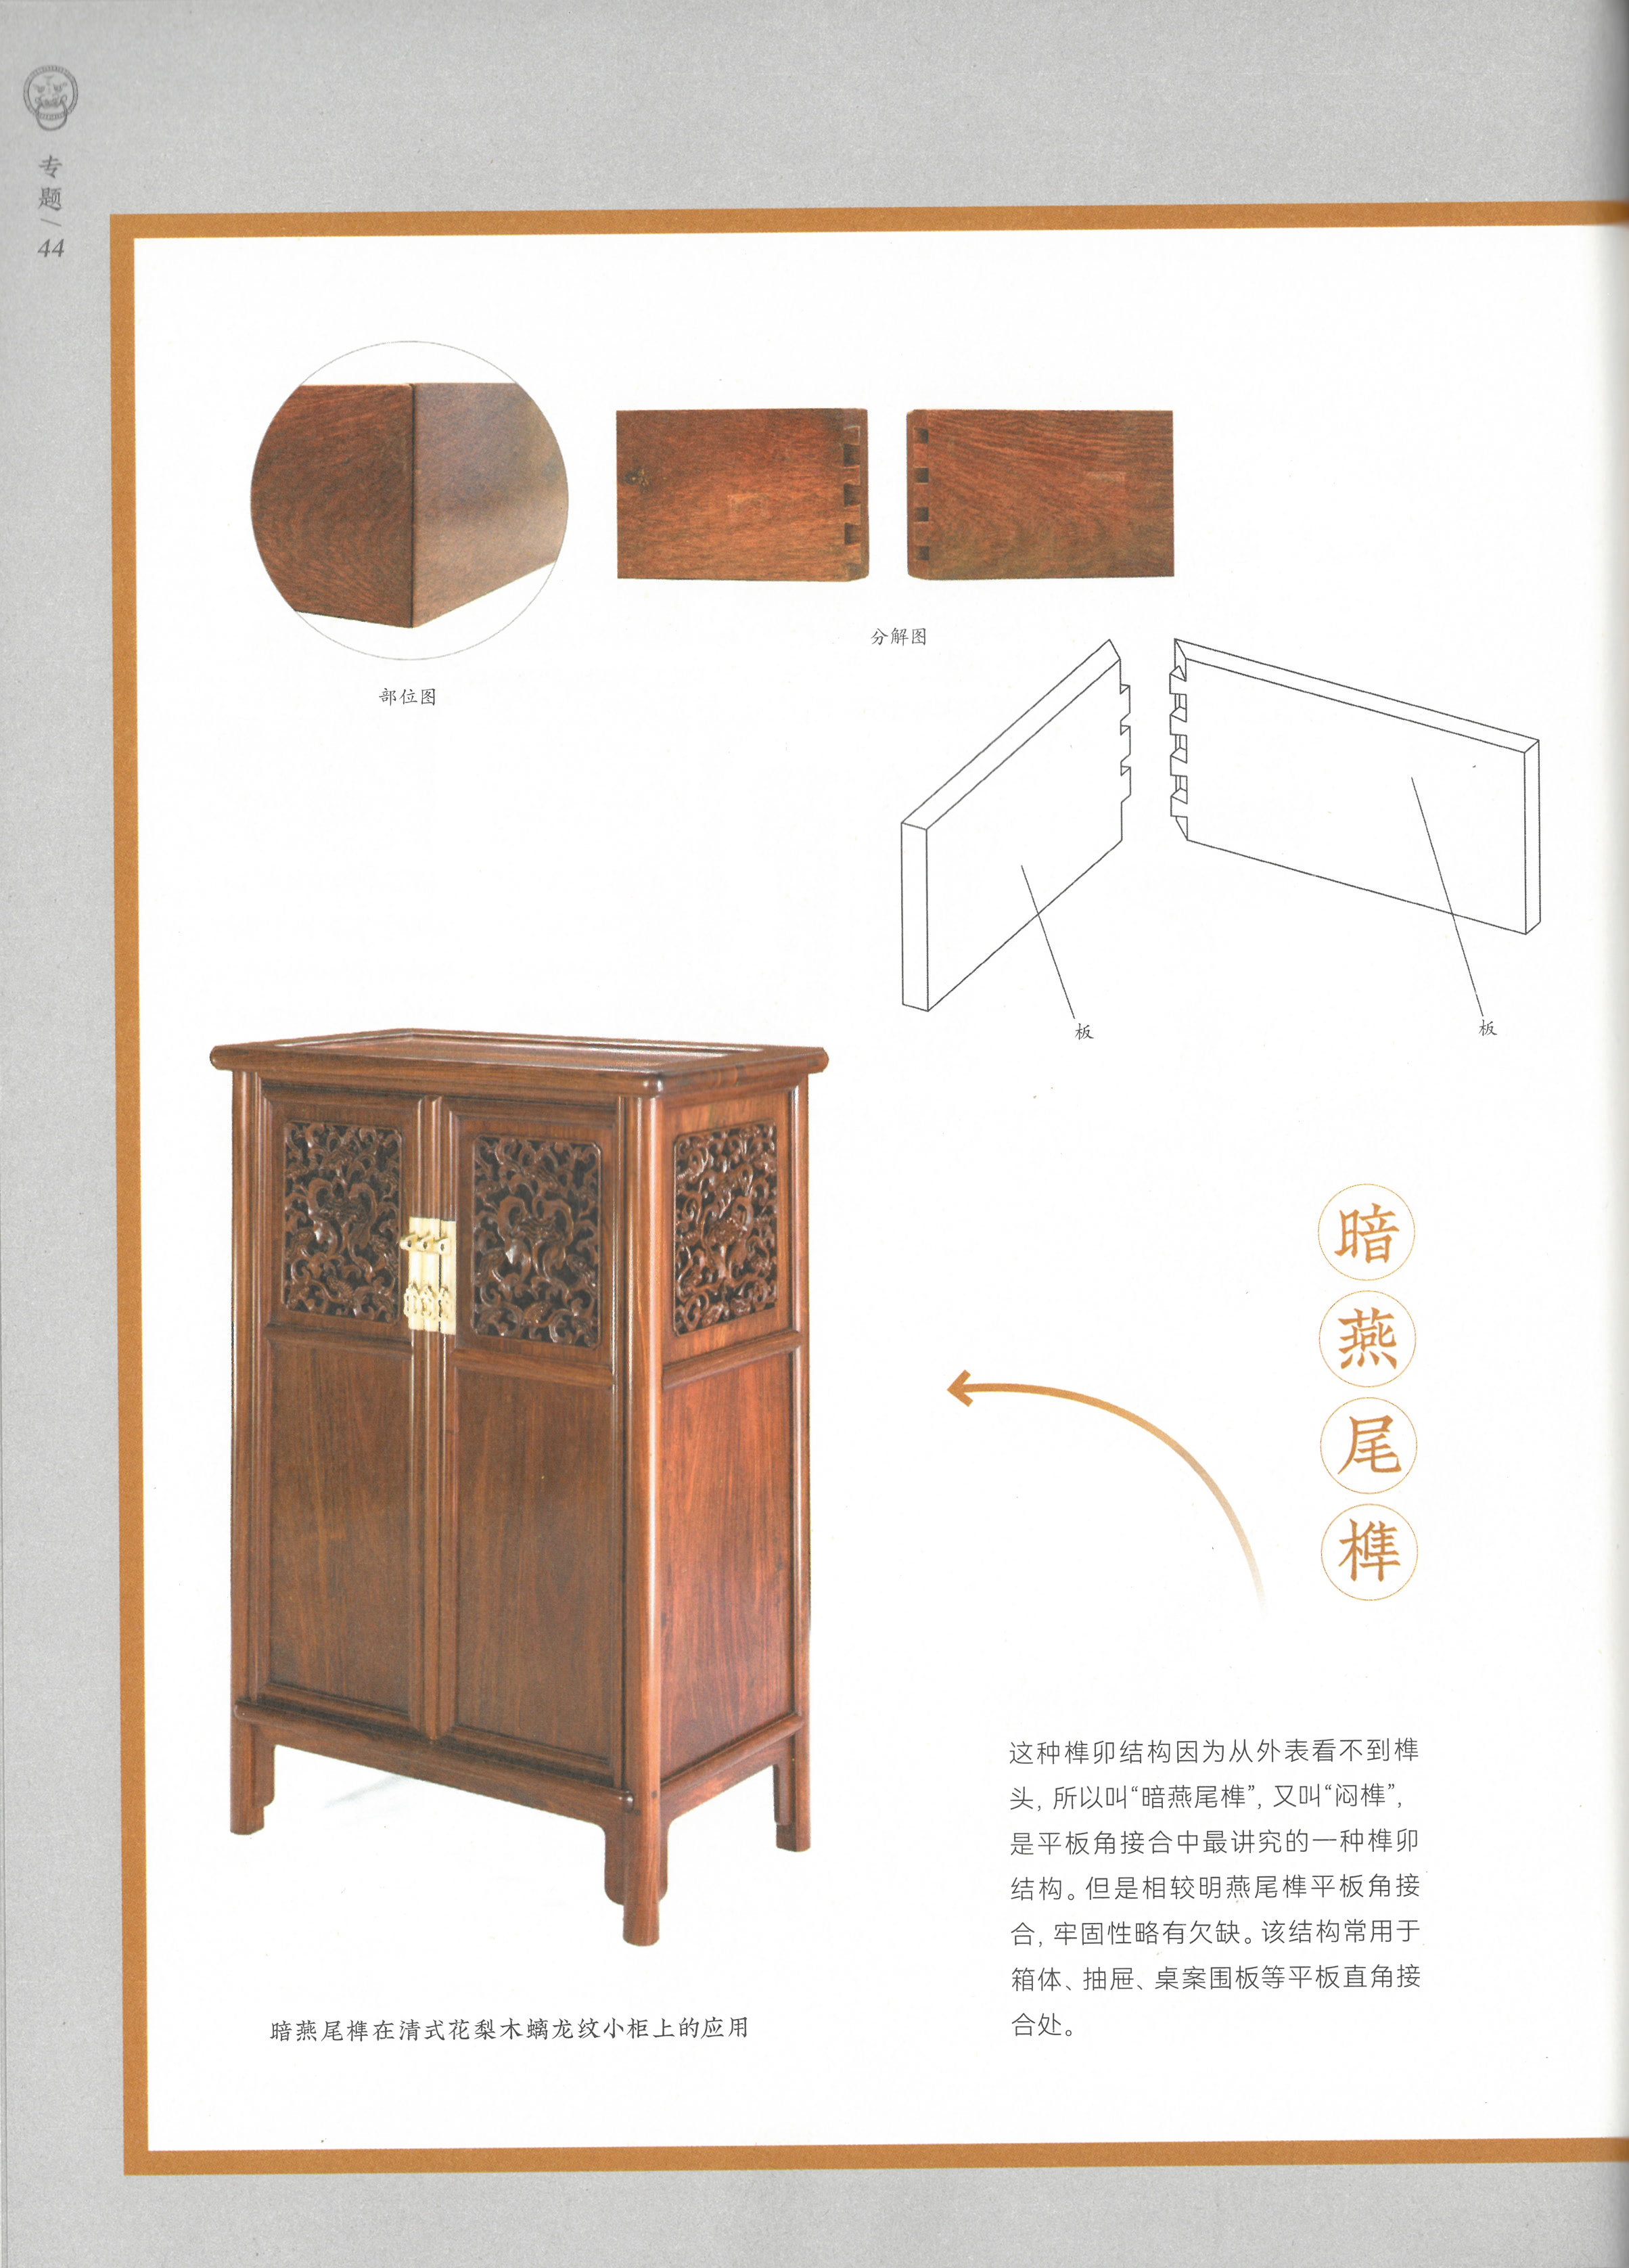 专题/44
部位图
分解图
板
板
暗燕尾榫
这种榫卯结构因为从外表看不到榫
头，所以叫“暗燕尾榫”，又叫“闷榫”，
是平板角接合中最讲究的一种榫卯
结构。但是相较明燕尾榫平板角接
合，牢固性略有欠缺。该结构常用于
箱体、抽屉、桌案围板等平板直角接
合处。
暗燕尾榫在清式花梨木螭龙纹小柜上的应用